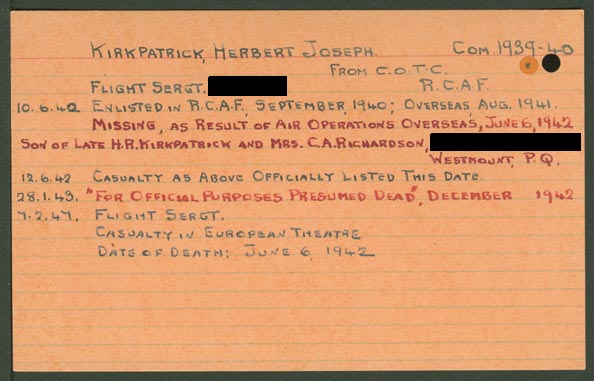 KIRKPATRICK, HERBERT JOSEPH. COM 1939-40
FROM C.O.T.C.
FLIGHT SERGT. R.C.A.F.
10.6.42 ENLISTED IN R.C.A.F. SEPTEMBER, 1940; OVERSEAS, AUG. 1941.
MISSING, AS RESULT OF AIR OPERATIONS OVERSEAS, JUNE 6, 1942
SON OF LATE H.R. KIRKPATRICK AND MRS. C.A. RICHARDSON,
WESTMOUNT, P.Q.
12.6.42 CASUALTY AS ABOVE OFFICIALLY LISTED THIS DATE.
28.1.43. "FOR OFFICIAL PURPOSES PRESUMED DEAD", DECEMBER 1942
7.2.47. FLIGHT SERGT.
CASUALTY IN EUROPEAN THEATRE
DATE OF DEATH: JUNE 6, 1942